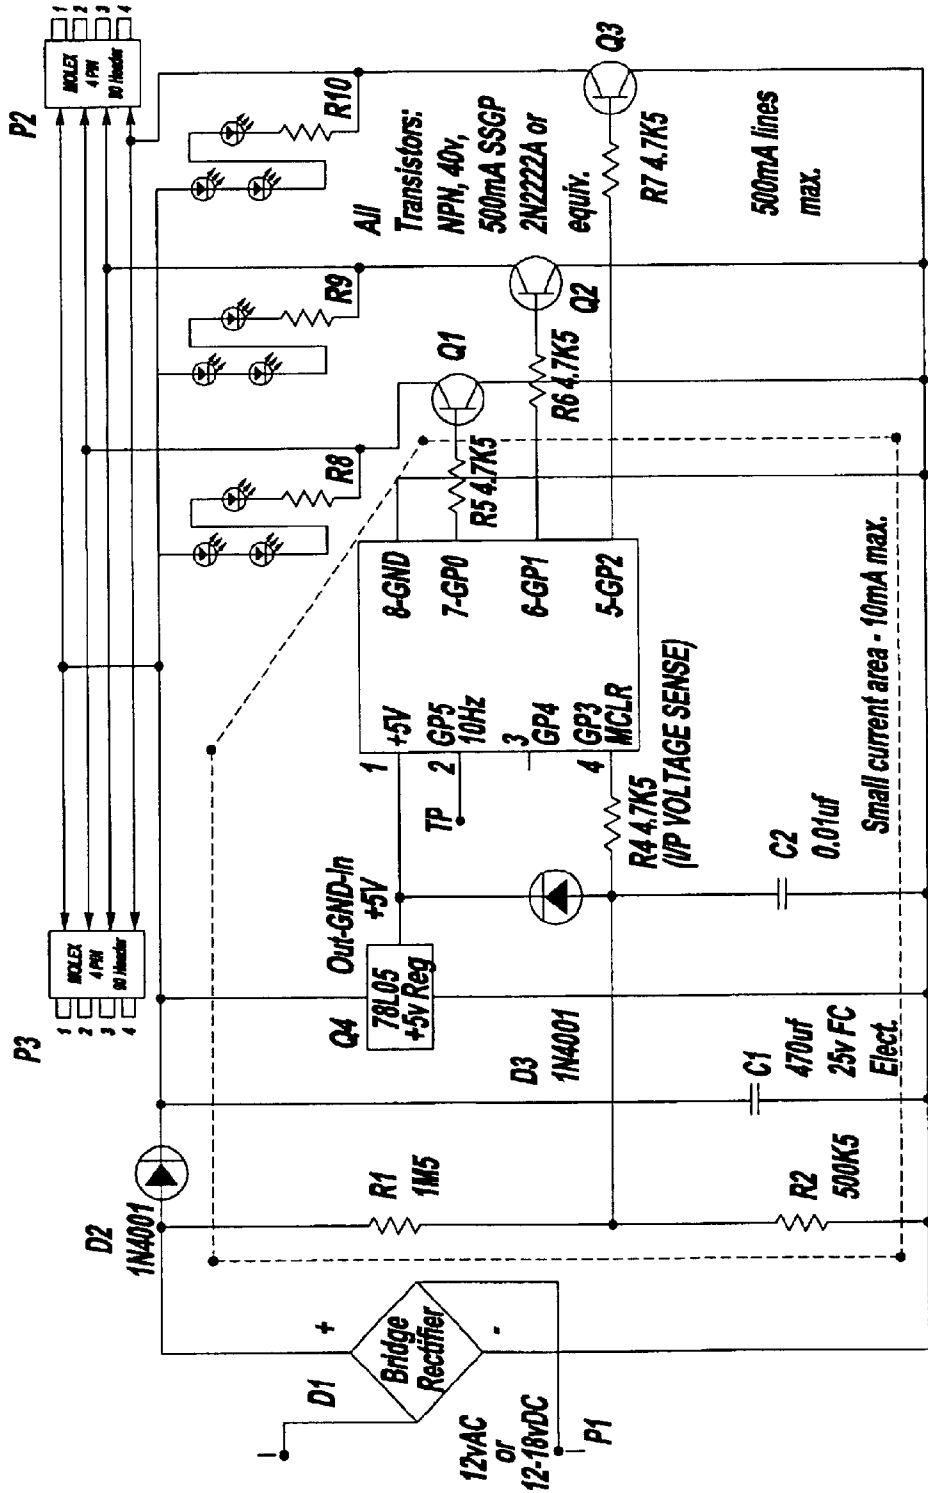 P3
MOLEX
4 PIN
90 Header
1
2
3
4
P2
MOLEX
4 PIN
90 Header
1
2
3
4
D2
1N4001
D1
+
-
Bridge
Rectifier
12vAC
or
12-18vDC
P1
R1
1M5
R2
500K5
C1
470uf
25v FC
Elect.
Q4
78L05
+5v Reg
Out-GND-In
+5V
D3
1N4001
TP
1
2
3
4
+5V
GP5
10Hz
GP4
GP3
MCLR
8-GND
7-GP0
6-GP1
5-GP2
R4 4.7K5
(I/P VOLTAGE SENSE)
C2
0.01uf
Small current area - 10mA max.
R5 4.7K5
R6 4.7K5
R7 4.7K5
R8
R9
R10
Q1
Q2
Q3
All
Transistors:
NPN, 40v,
500mA SSGP
2N2222A or
equiv.
500mA lines
max.